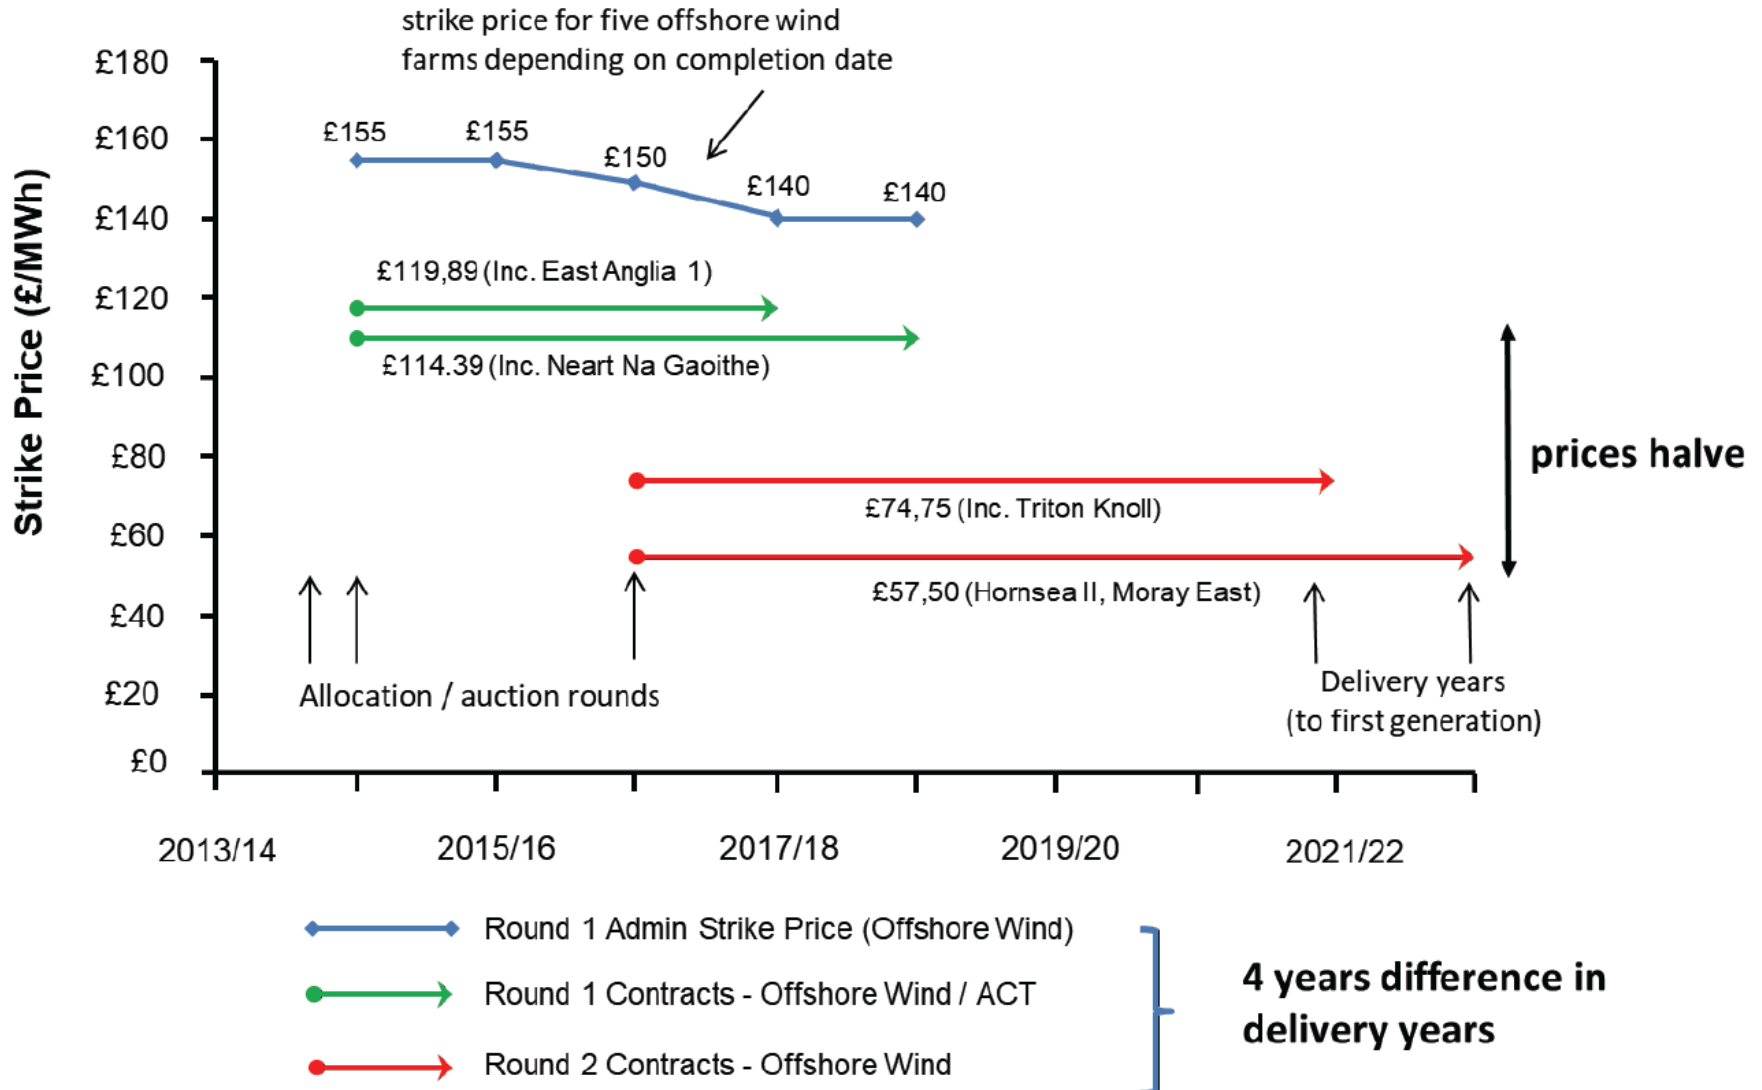 strike price for five offshore wind
farms depending on completion date
Strike Price (£/MWh)
£180
£160
£140
£120
£100
£80
£60
£40
£20
£0
£155
£155
£150
£140
£140
£119,89 (Inc. East Anglia 1)
£114.39 (Inc. Neart Na Gaoithe)
£74,75 (Inc. Triton Knoll)
£57,50 (Hornsea II, Moray East)
prices halve
Allocation / auction rounds
Delivery years
(to first generation)
2013/14
2015/16
2017/18
2019/20
2021/22
Round 1 Admin Strike Price (Offshore Wind)
Round 1 Contracts - Offshore Wind / ACT
Round 2 Contracts - Offshore Wind
4 years difference in
delivery years